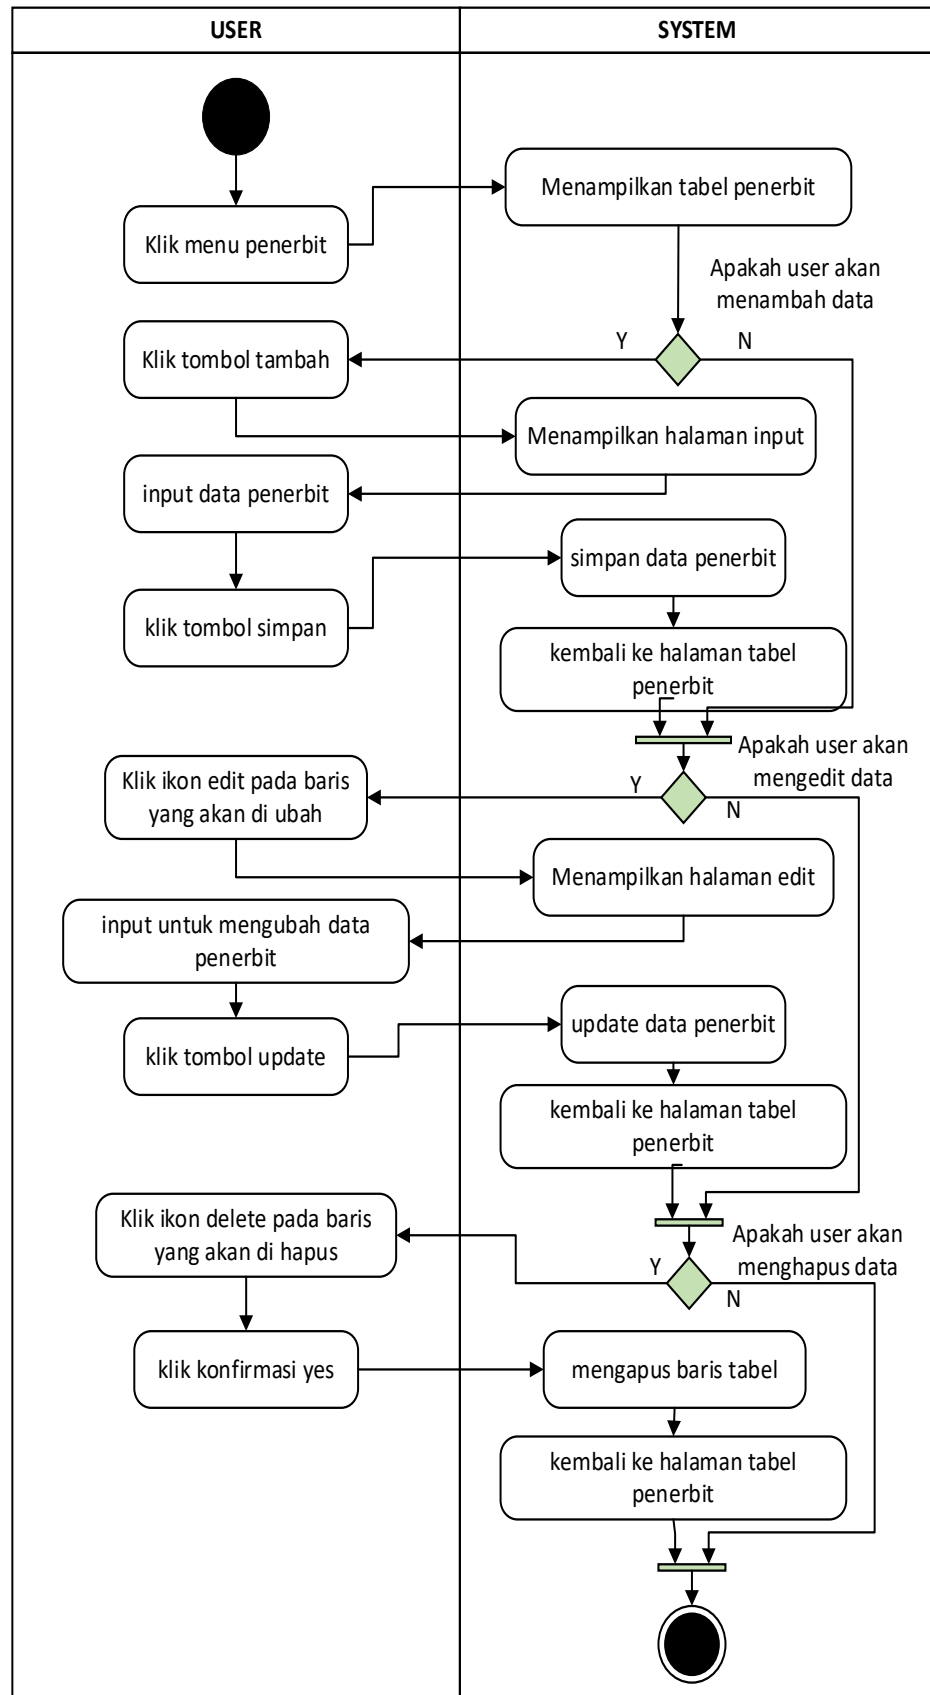 USER
SYSTEM
Menampilkan tabel penerbit
Klik menu penerbit
Apakah user akan
menambah data
Y
N
Klik tombol tambah
Menampilkan halaman input
input data penerbit
simpan data penerbit
klik tombol simpan
kembali ke halaman tabel
penerbit
Apakah user akan
mengedit data
Klik ikon edit pada baris
yang akan di ubah
Y
N
Menampilkan halaman edit
input untuk mengubah data
penerbit
update data penerbit
klik tombol update
kembali ke halaman tabel
penerbit
Klik ikon delete pada baris
yang akan di hapus
Apakah user akan
menghapus data
Y
N
klik konfirmasi yes
mengapus baris tabel
kembali ke halaman tabel
penerbit